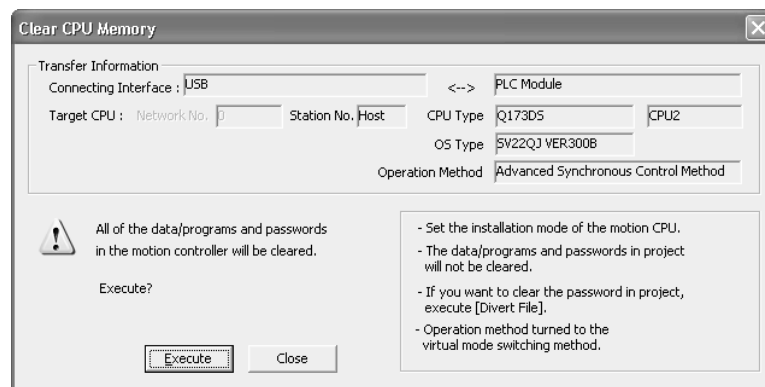 Clear CPU Memory
Transfer Information
Connecting Interface : USB <--> PLC Module
Target CPU : Network No. 0 Station No. Host CPU Type Q173DS CPU2
OS Type SV22QJ VER300B
Operation Method Advanced Synchronous Control Method
All of the data/programs and passwords
in the motion controller will be cleared.
Execute?
- Set the installation mode of the motion CPU.
- The data/programs and passwords in project
will not be cleared.
- If you want to clear the password in project,
execute [Divert File].
- Operation method turned to the
virtual mode switching method.
Execute Close